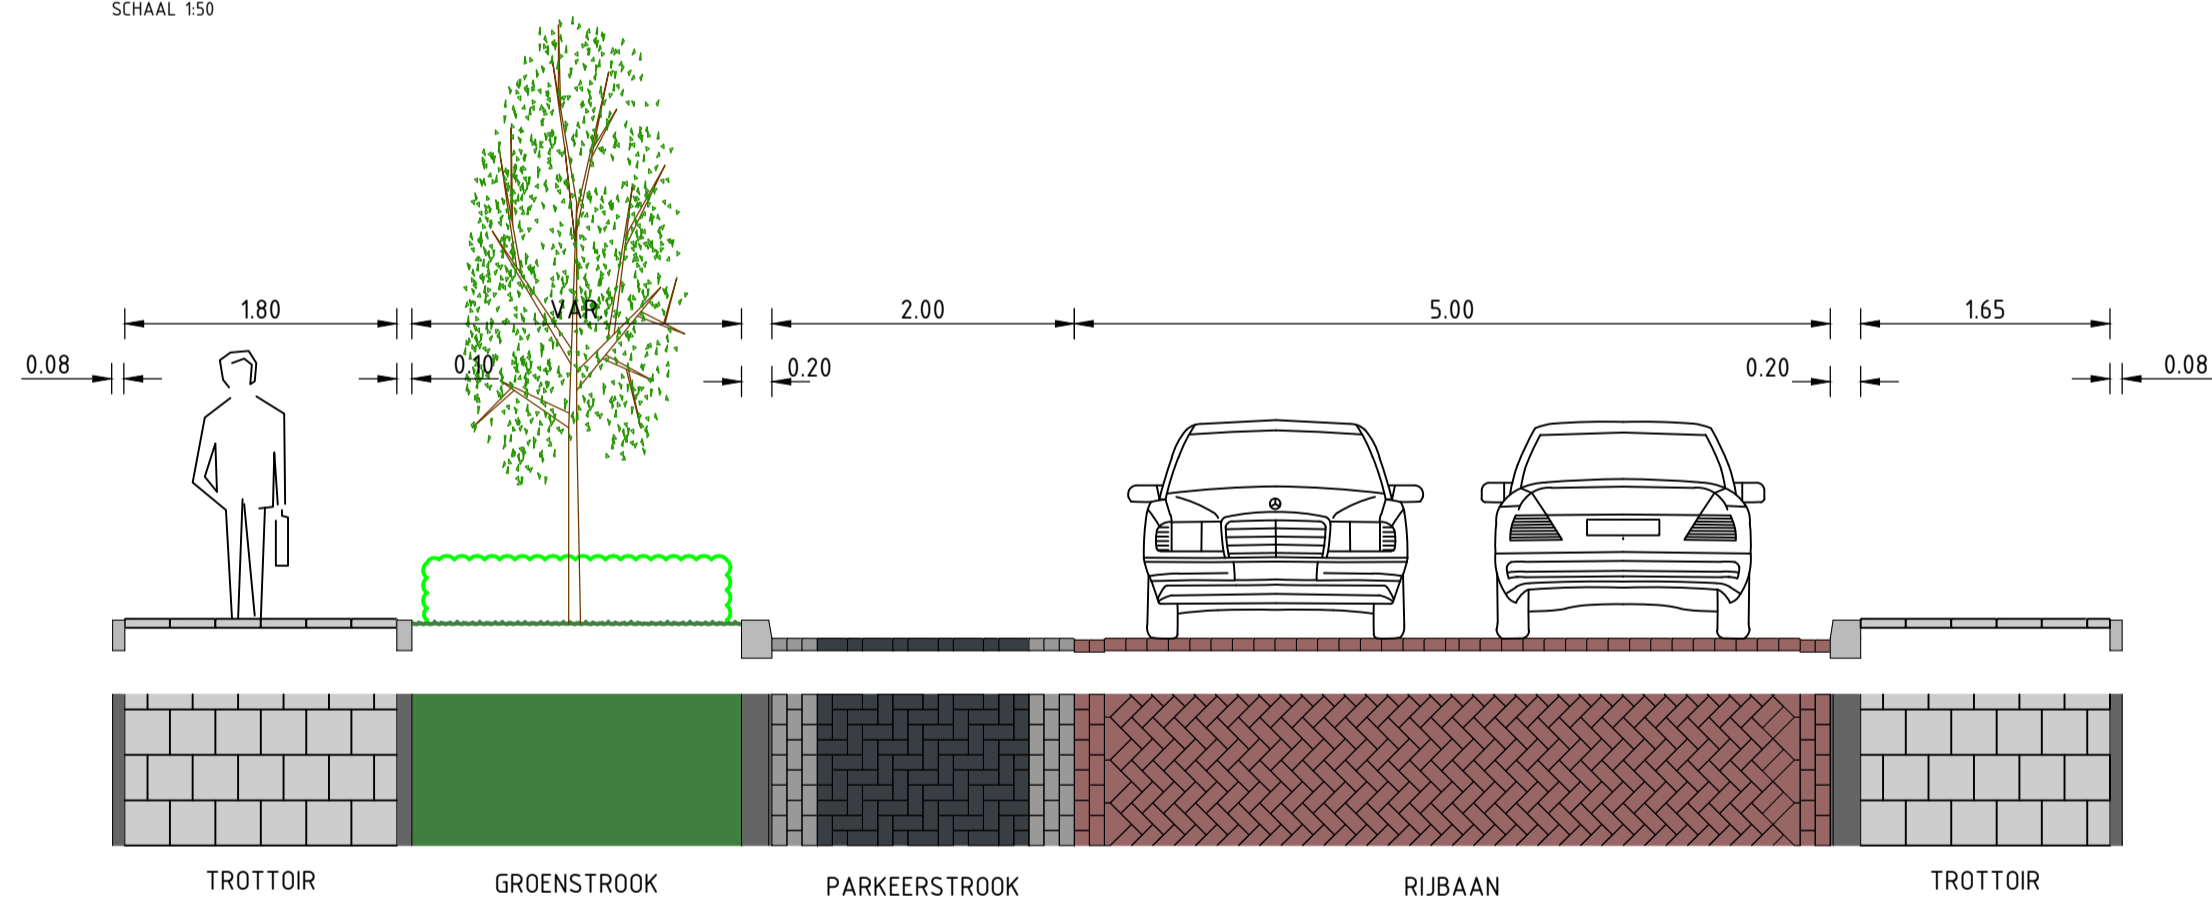 SCHAAL 1:50
1.80
VAR.
2.00
5.00
1.65
0.08
0.10
0.20
0.20
0.08
TROTTOIR
GROENSTROOK
PARKEERSTROOK
RIJBAAN
TROTTOIR